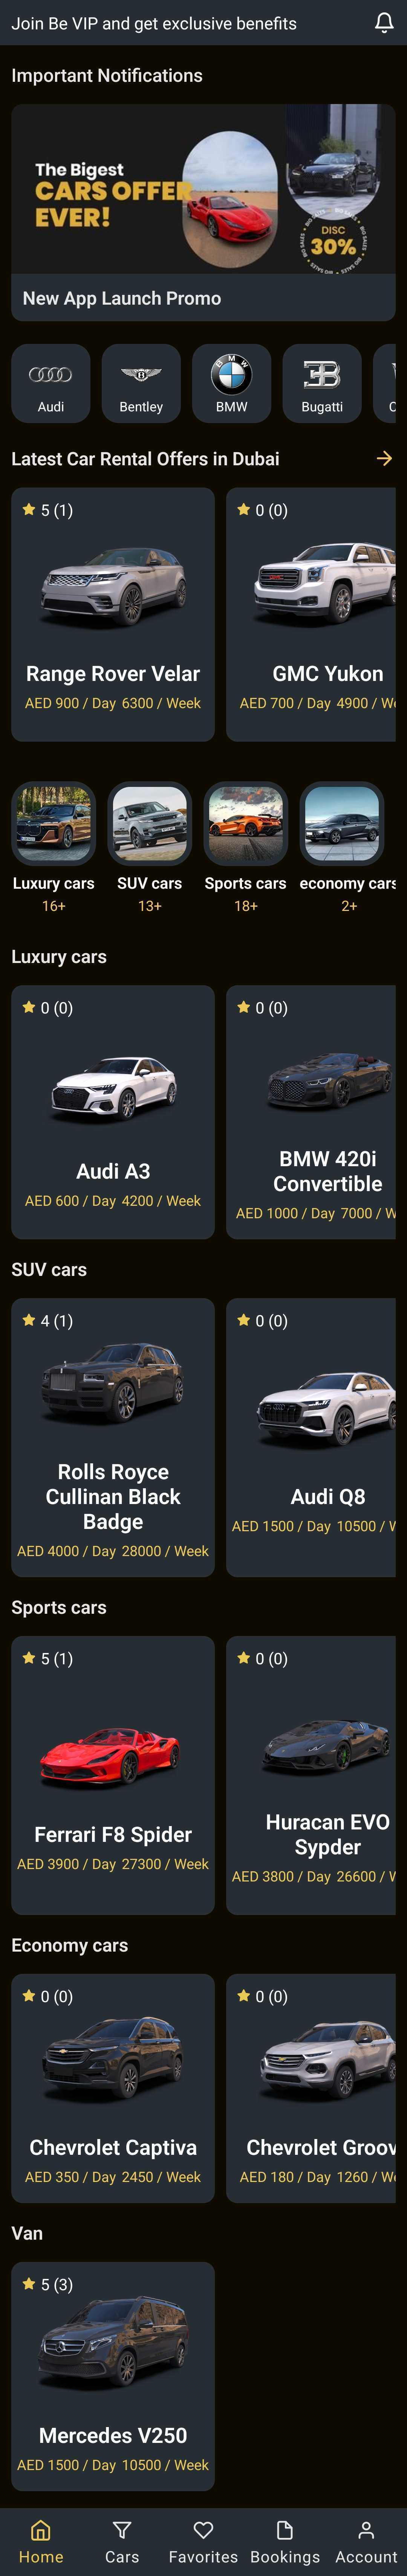 Join Be VIP and get exclusive benefits
Important Notifications
The Bigest
CARS OFFER
EVER!
DISC
30%
New App Launch Promo
BMW
Audi
Bentley
BMW
Bugatti
Latest Car Rental Offers in Dubai
5 (1)
0 (0)
Range Rover Velar
GMC Yukon
AED 900 / Day 6300 / Week
AED 700 / Day 4900 / We
Luxury cars
SUV cars
Sports cars
economy cars
16+
13+
18+
2+
Luxury cars
0 (0)
0 (0)
Audi A3
BMW 420i
Convertible
AED 600 / Day 4200 / Week
AED 1000 / Day 7000 / W
SUV cars
4 (1)
0 (0)
Rolls Royce
Cullinan Black
Badge
Audi Q8
AED 4000 / Day 28000 / Week
AED 1500 / Day 10500 / W
Sports cars
5 (1)
0 (0)
Ferrari F8 Spider
Huracan EVO
Sypder
AED 3900 / Day 27300 / Week
AED 3800 / Day 26600 / W
Economy cars
0 (0)
0 (0)
Chevrolet Captiva
Chevrolet Groov
AED 350 / Day 2450 / Week
AED 180 / Day 1260 / We
Van
5 (3)
Mercedes V250
AED 1500 / Day 10500 / Week
Home
Cars
Favorites
Bookings
Account